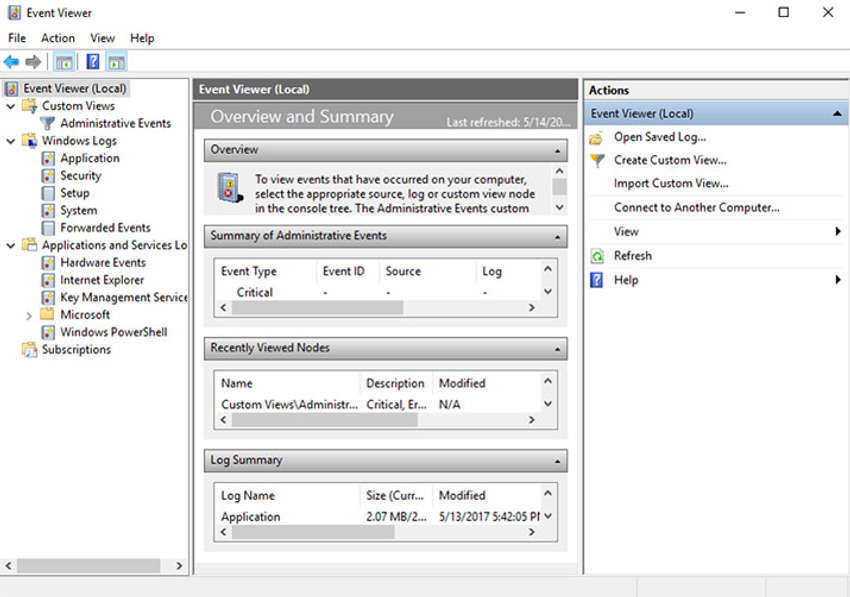 Event Viewer
File Action View Help
Event Viewer (Local)
Custom Views
Administrative Events
Windows Logs
Application
Security
Setup
System
Forwarded Events
Applications and Services Lo
Hardware Events
Internet Explorer
Key Management Service
Microsoft
Windows PowerShell
Subscriptions
Event Viewer (Local)
Overview and Summary Last refreshed: 5/14/20...
Overview
To view events that have occurred on your computer,
select the appropriate source, log or custom view node
in the console tree. The Administrative Events custom
Summary of Administrative Events
Event Type Event ID Source Log
Critical - - -
Recently Viewed Nodes
Name Description Modified
Custom Views\Administr... Critical, Er... N/A
Log Summary
Log Name Size (Curr... Modified
Application 2.07 MB/2... 5/13/2017 5:42:05 PM
Actions
Event Viewer (Local)
Open Saved Log...
Create Custom View...
Import Custom View...
Connect to Another Computer...
View
Refresh
Help